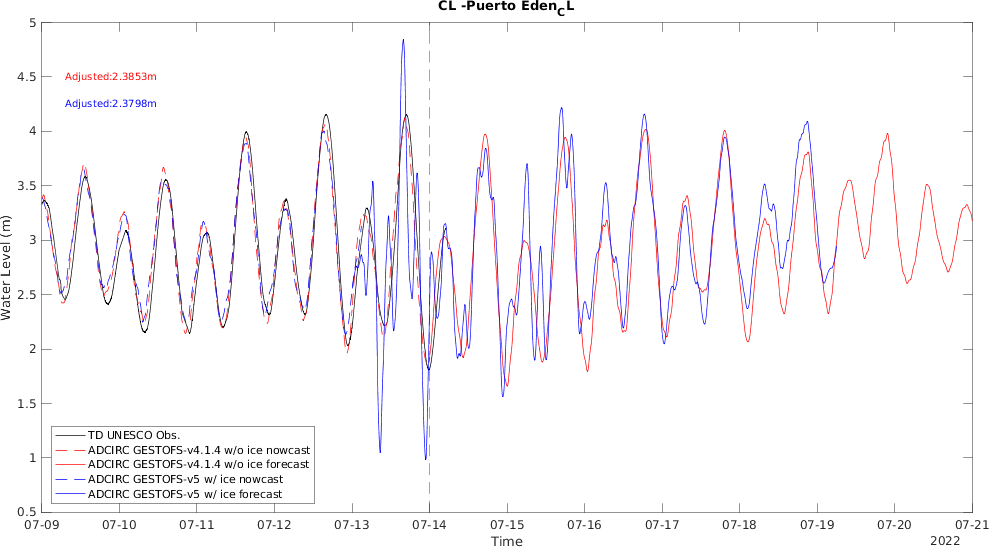 CL -Puerto Eden_CL
Adjusted:2.3853m
Adjusted:2.3798m
Water Level (m)
5
4.5
4
3.5
3
2.5
2
1.5
1
0.5
TD UNESCO Obs.
ADCIRC GESTOFS-v4.1.4 w/o ice nowcast
ADCIRC GESTOFS-v4.1.4 w/o ice forecast
ADCIRC GESTOFS-v5 w/ ice nowcast
ADCIRC GESTOFS-v5 w/ ice forecast
07-09 07-10 07-11 07-12 07-13 07-14 07-15 07-16 07-17 07-18 07-19 07-20 07-21
Time
2022